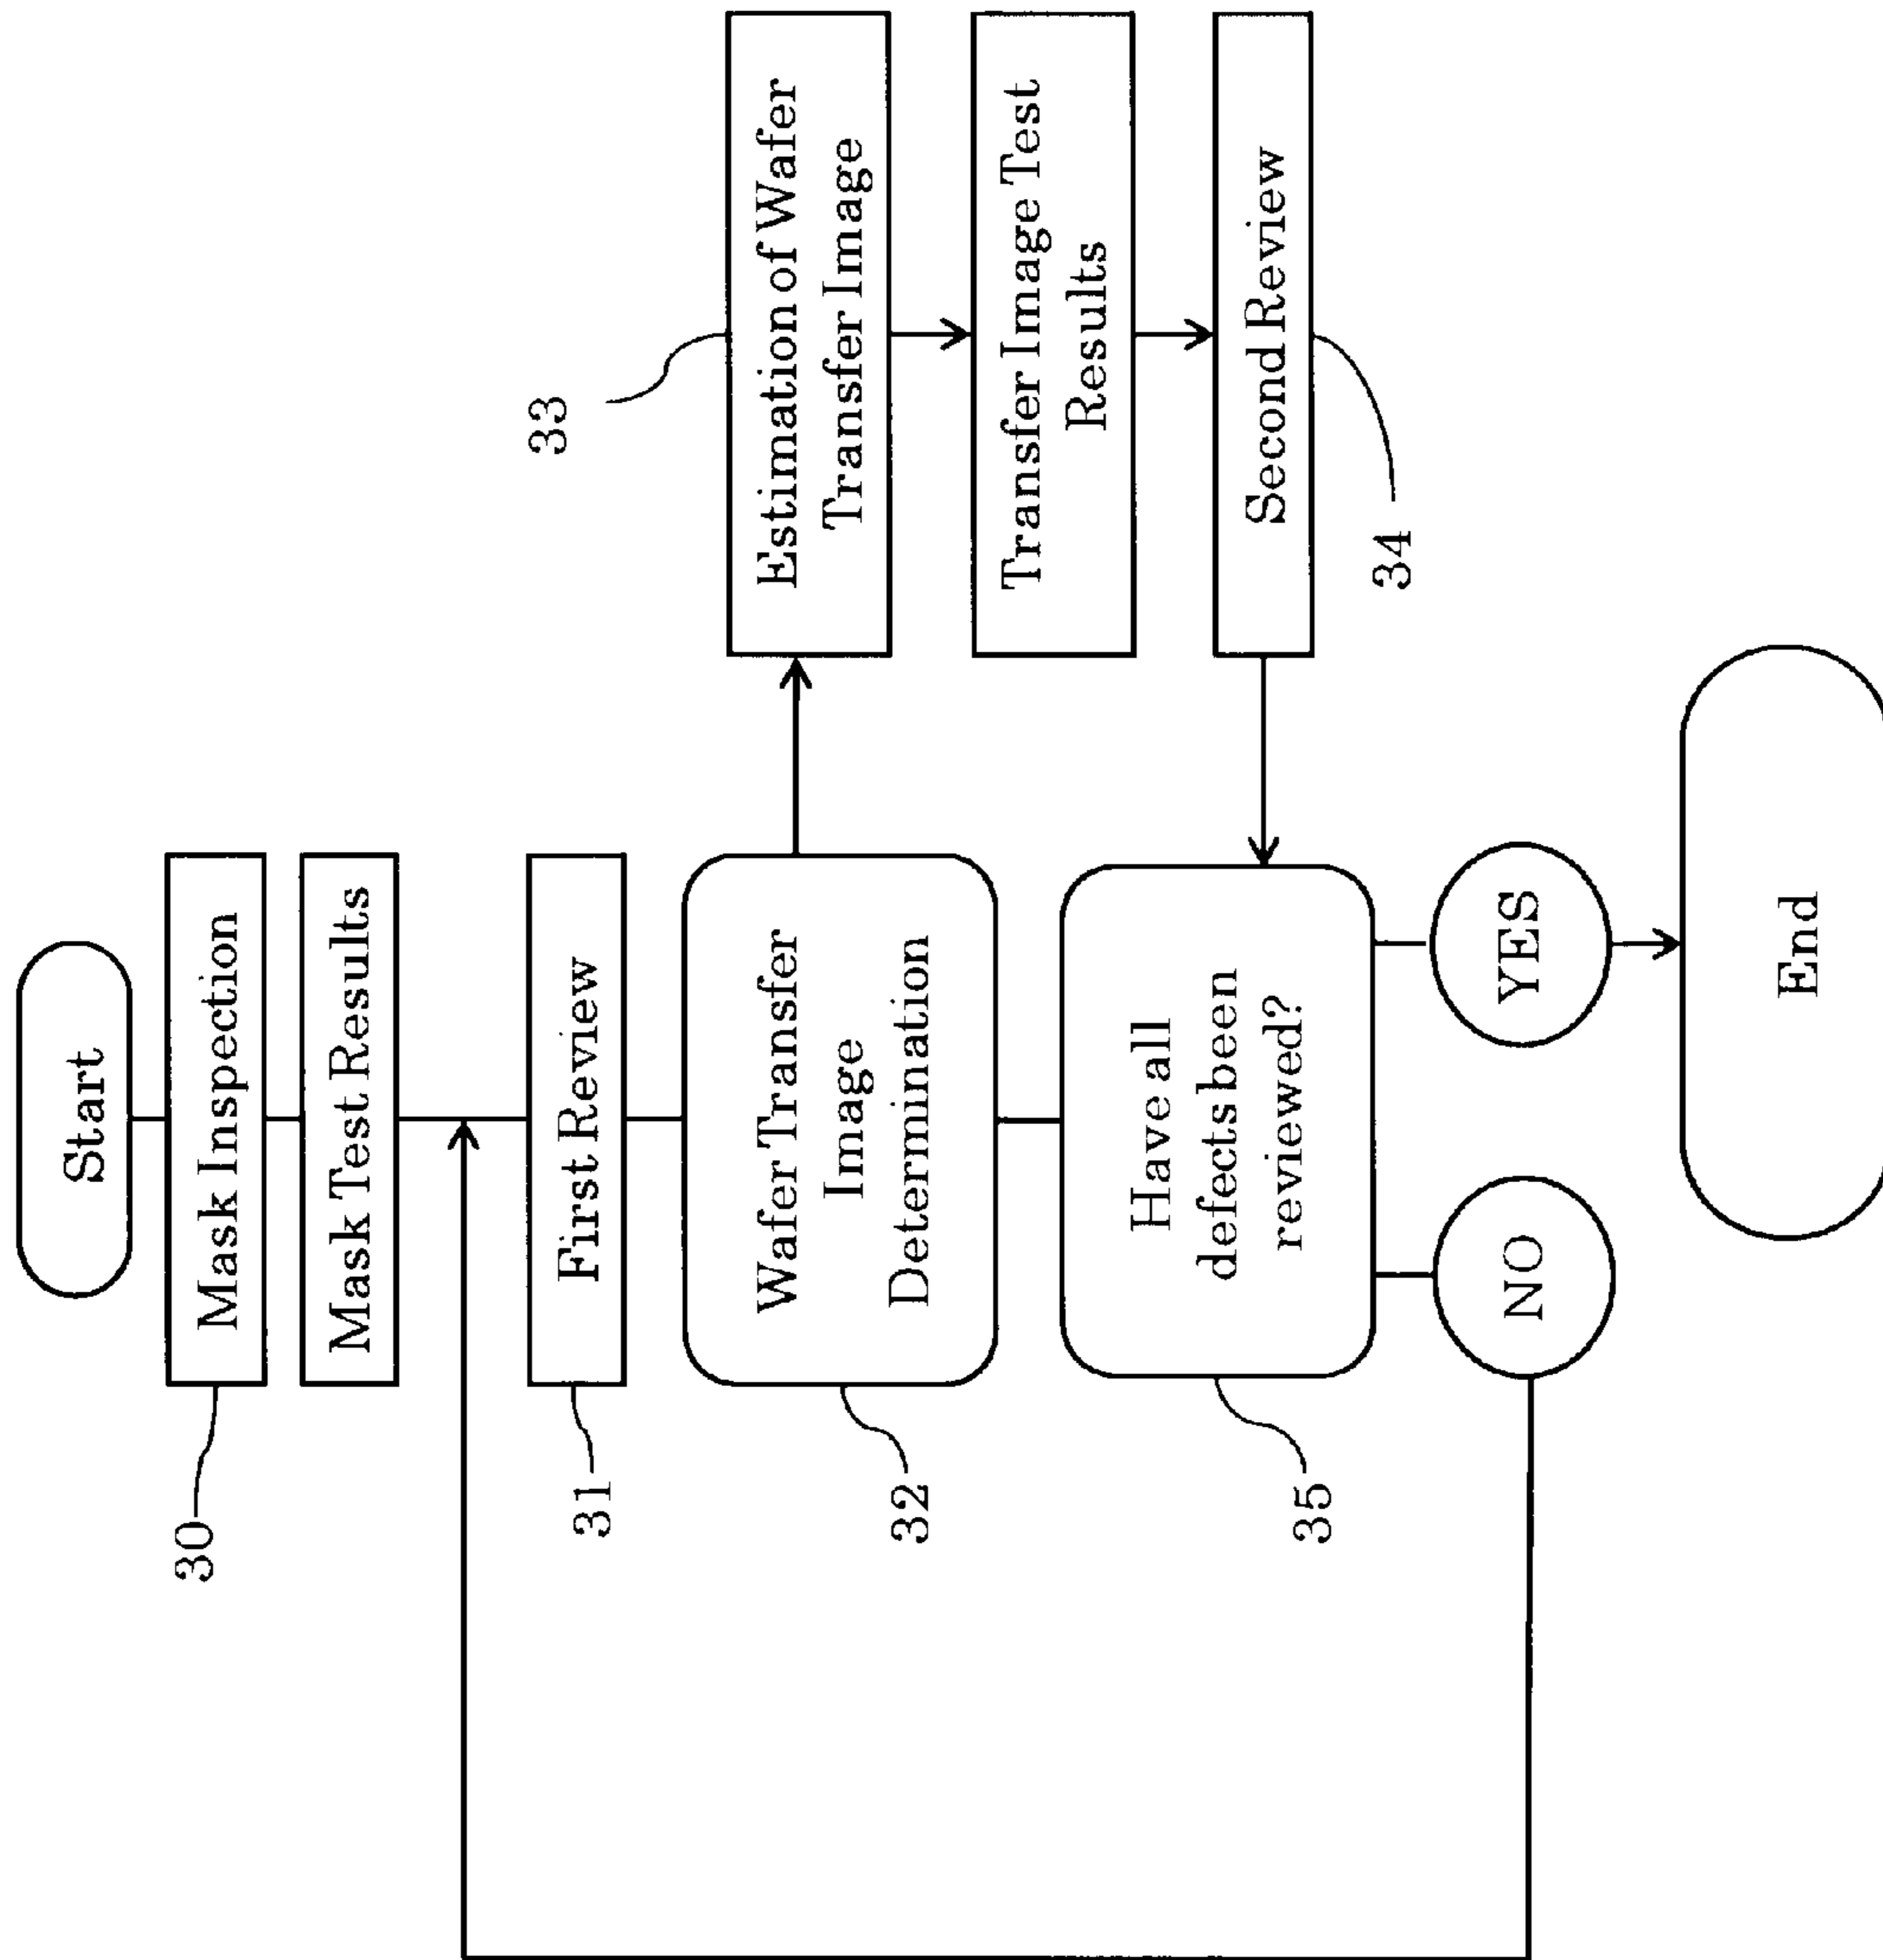 Start
30
Mask Inspection
Mask Test Results
31
First Review
32
Wafer Transfer
Image
Determination
33
Estimation of Wafer
Transfer Image
Transfer Image Test
Results
Second Review
34
35
Have all
defects been
reviewed?
NO
YES
End